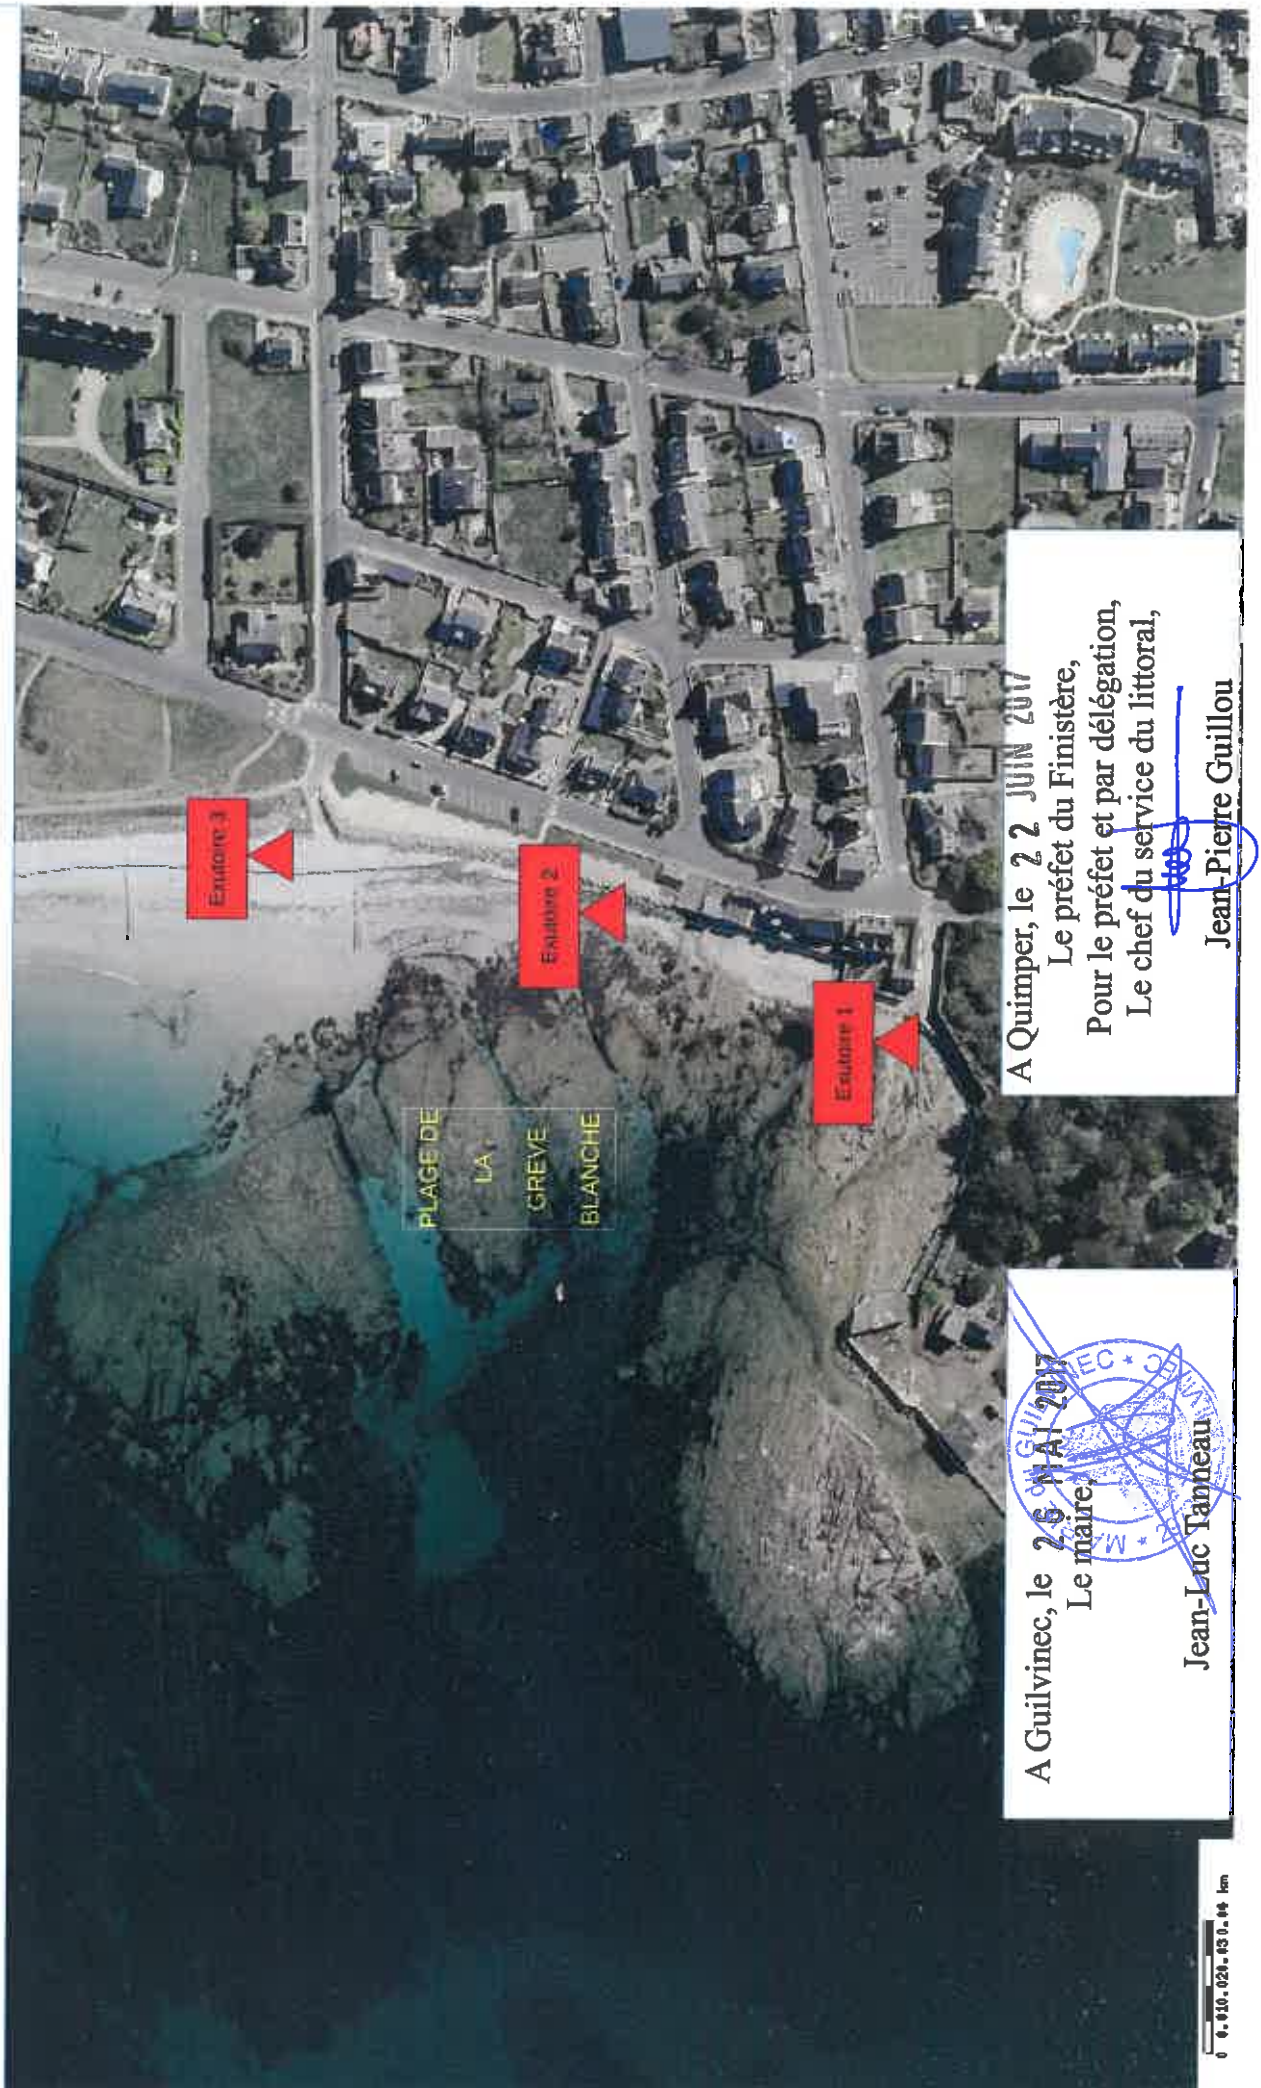 Exutoire 3
Exutoire 2
Exutoire 1
PLAGE DE
LA
GREVE
BLANCHE
A Guilvinec, le 26 MAI 2017
Le maire,
Jean-Luc Tanneau
A Quimper, le 22 JUIN 2017
Le préfet du Finistère,
Pour le préfet et par délégation,
Le chef du service du littoral,
Jean-Pierre Guillou